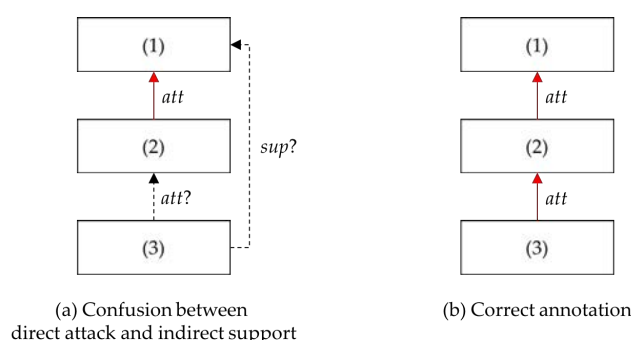 (1)
att
(2)
sup?
att?
(3)
(a) Confusion between
direct attack and indirect support
(1)
att
(2)
att
(3)
(b) Correct annotation